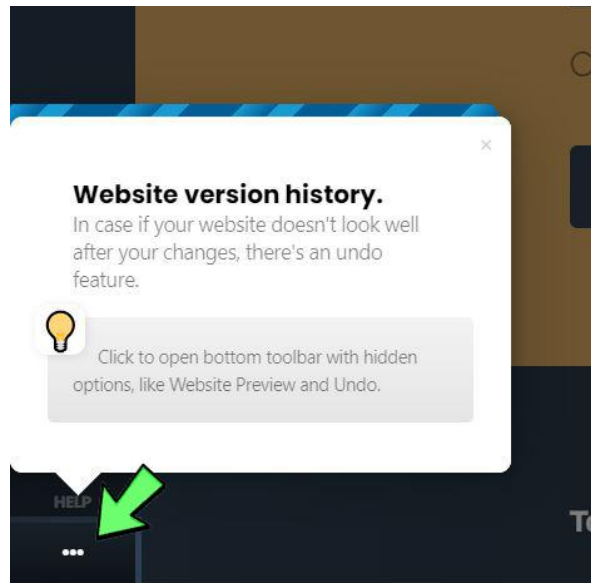 Website version history.
In case if your website doesn't look well
after your changes, there's an undo
feature.
Click to open bottom toolbar with hidden
options, like Website Preview and Undo.
HELP